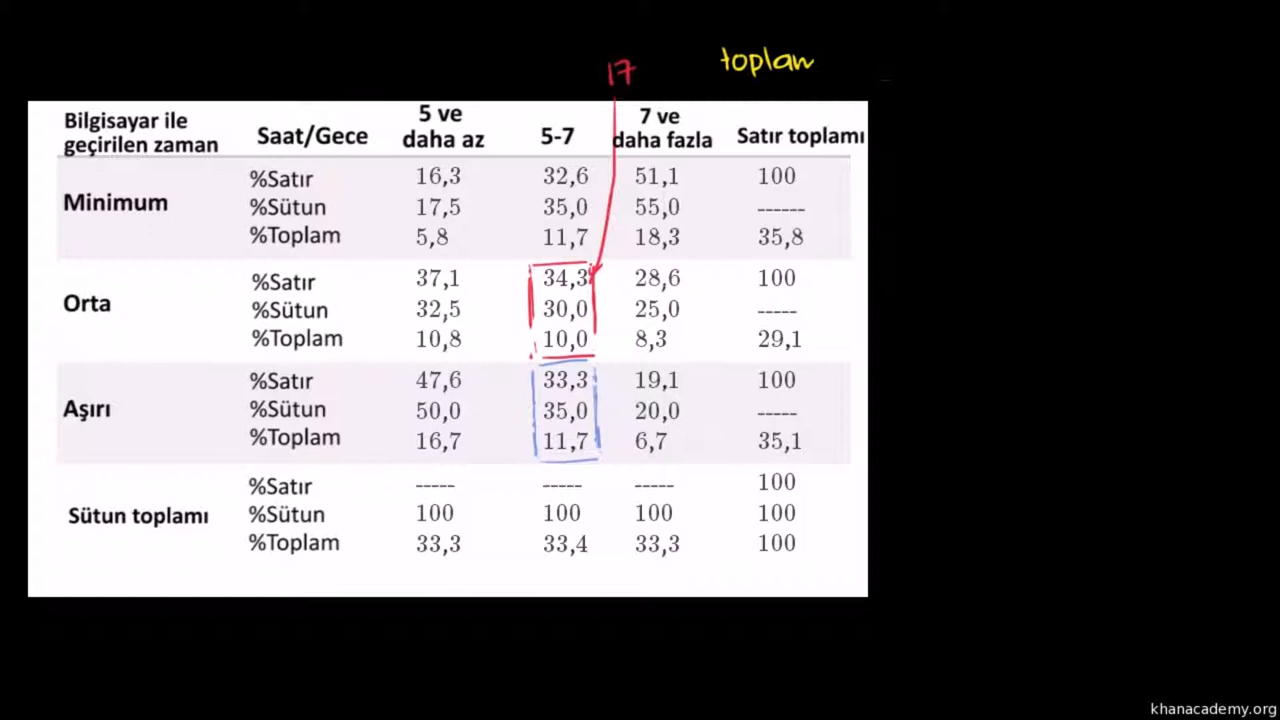 17 toplam
Bilgisayar ile geçirilen zaman Saat/Gece 5 ve daha az 5-7 7 ve daha fazla Satır toplamı
Minimum
%Satır 16,3 32,6 51,1 100
%Sütun 17,5 35,0 55,0 ------
%Toplam 5,8 11,7 18,3 35,8
Orta
%Satır 37,1 34,3 28,6 100
%Sütun 32,5 30,0 25,0 -----
%Toplam 10,8 10,0 8,3 29,1
Aşırı
%Satır 47,6 33,3 19,1 100
%Sütun 50,0 35,0 20,0 -----
%Toplam 16,7 11,7 6,7 35,1
Sütun toplamı
%Satır ----- ----- ----- 100
%Sütun 100 100 100 100
%Toplam 33,3 33,4 33,3 100
khanacademy.org